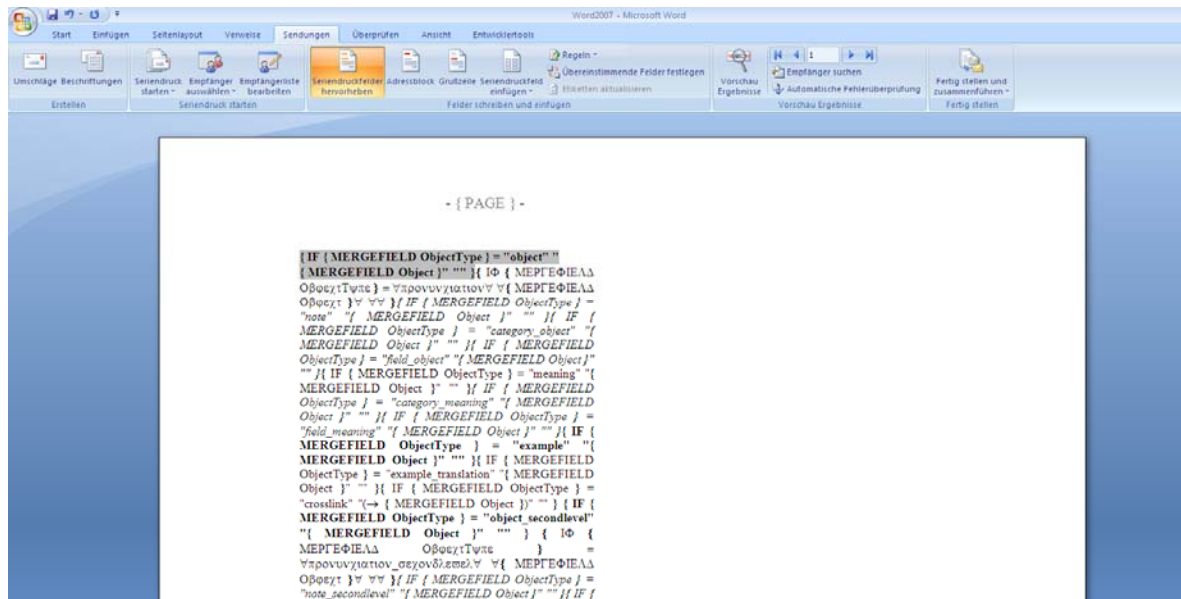 Word2007 - Microsoft Word
Start Einfügen Seitenlayout Verweise Sendungen Überprüfen Ansicht Entwicklertools
Umschläge Beschriftungen
Erstellen
Seriendruck starten Empfänger auswählen Empfängerliste bearbeiten
Seriendruck starten
Seriendruckfelder hervorheben Adressblock Grußzeile Seriendruckfeld einfügen
Regeln
Übereinstimmende Felder festlegen
Etiketten aktualisieren
Felder schreiben und einfügen
Vorschau Ergebnisse
1
Empfänger suchen
Automatische Fehlerüberprüfung
Vorschau Ergebnisse
Fertig stellen und zusammenführen
Fertig stellen
- { PAGE } -
{ IF { MERGEFIELD ObjectType } = "object" "
{ MERGEFIELD Object }" "" }{ ΙΦ { ΜΕΡΓΕΦΙΕΛΔ
ΟβφεχτΤψπε } = ∀προνυνχιατιον∀ ∀{ ΜΕΡΓΕΦΙΕΛΔ
Οβφεχτ }∀ ∀∀ }{ IF { MERGEFIELD ObjectType } =
"note" "{ MERGEFIELD Object }" "" }{ IF {
MERGEFIELD ObjectType } = "category_object" "{
MERGEFIELD Object }" "" }{ IF { MERGEFIELD
ObjectType } = "field_object" "{ MERGEFIELD Object }"
"" }{ IF { MERGEFIELD ObjectType } = "meaning" "{
MERGEFIELD Object }" "" }{ IF { MERGEFIELD
ObjectType } = "category_meaning" "{ MERGEFIELD
Object }" "" }{ IF { MERGEFIELD ObjectType } =
"field_meaning" "{ MERGEFIELD Object }" "" }{ IF {
MERGEFIELD ObjectType } = "example" "{
MERGEFIELD Object }" "" }{ IF { MERGEFIELD
ObjectType } = "example_translation" "{ MERGEFIELD
Object }" "" }{ IF { MERGEFIELD ObjectType } =
"crosslink" "(→ { MERGEFIELD Object })" "" } { IF {
MERGEFIELD ObjectType } = "object_secondlevel"
"{ MERGEFIELD Object }" "" } { ΙΦ {
ΜΕΡΓΕΦΙΕΛΔ ΟβφεχτΤψπε } =
∀προνυνχιατιον_σεχονδλεϖελ∀ ∀{ ΜΕΡΓΕΦΙΕΛΔ
Οβφεχτ }∀ ∀∀ }{ IF { MERGEFIELD ObjectType } =
"note_secondlevel" "{ MERGEFIELD Object }" "" }{ IF {